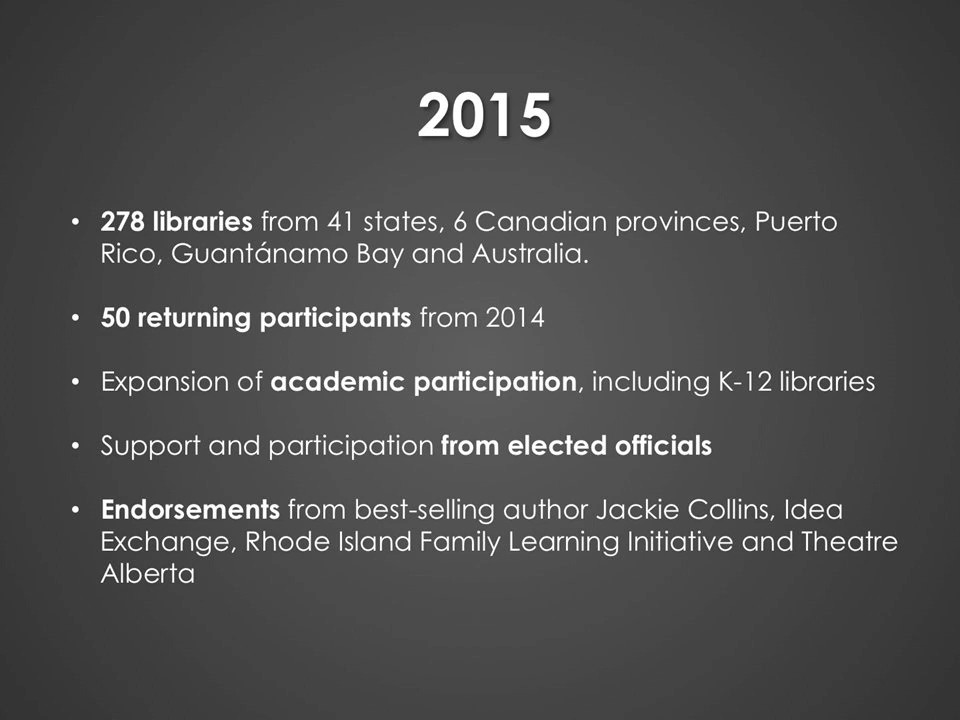 2015
• 278 libraries from 41 states, 6 Canadian provinces, Puerto
Rico, Guantánamo Bay and Australia.
• 50 returning participants from 2014
• Expansion of academic participation, including K-12 libraries
• Support and participation from elected officials
• Endorsements from best-selling author Jackie Collins, Idea
Exchange, Rhode Island Family Learning Initiative and Theatre
Alberta